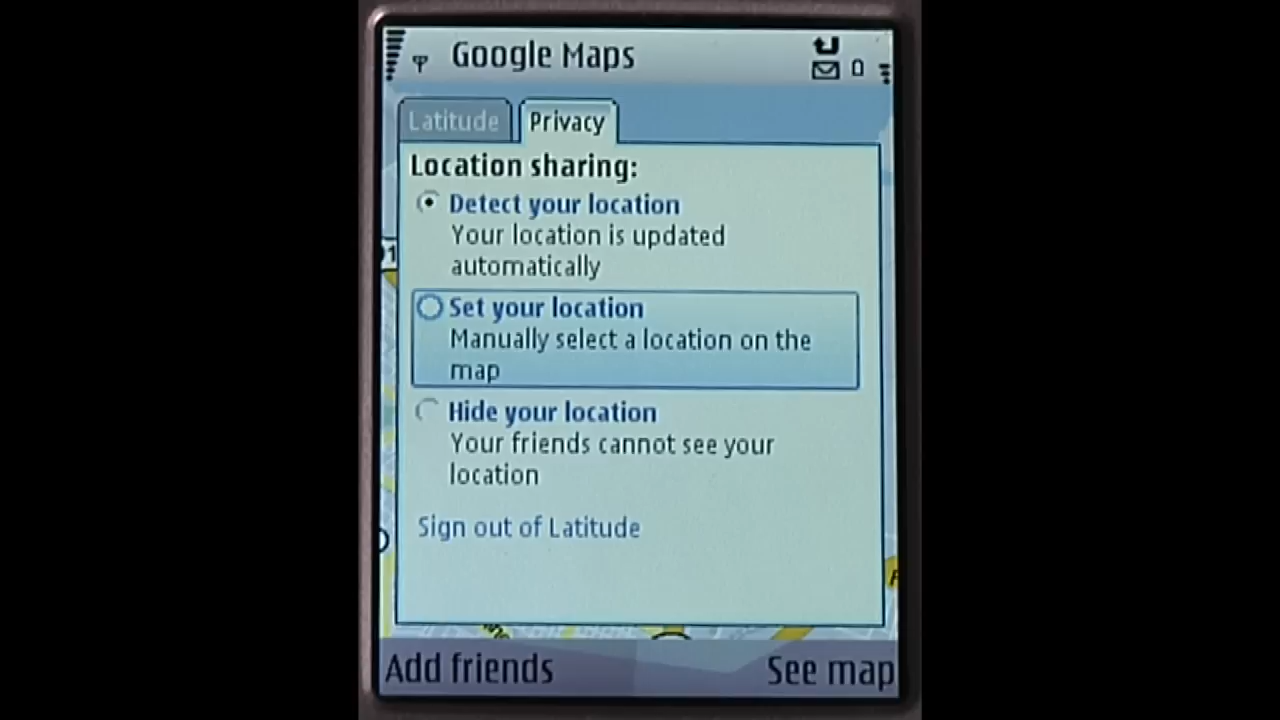 Google Maps
Latitude
Privacy
Location sharing:
Detect your location
Your location is updated
automatically
Set your location
Manually select a location on the
map
Hide your location
Your friends cannot see your
location
Sign out of Latitude
Add friends
See map